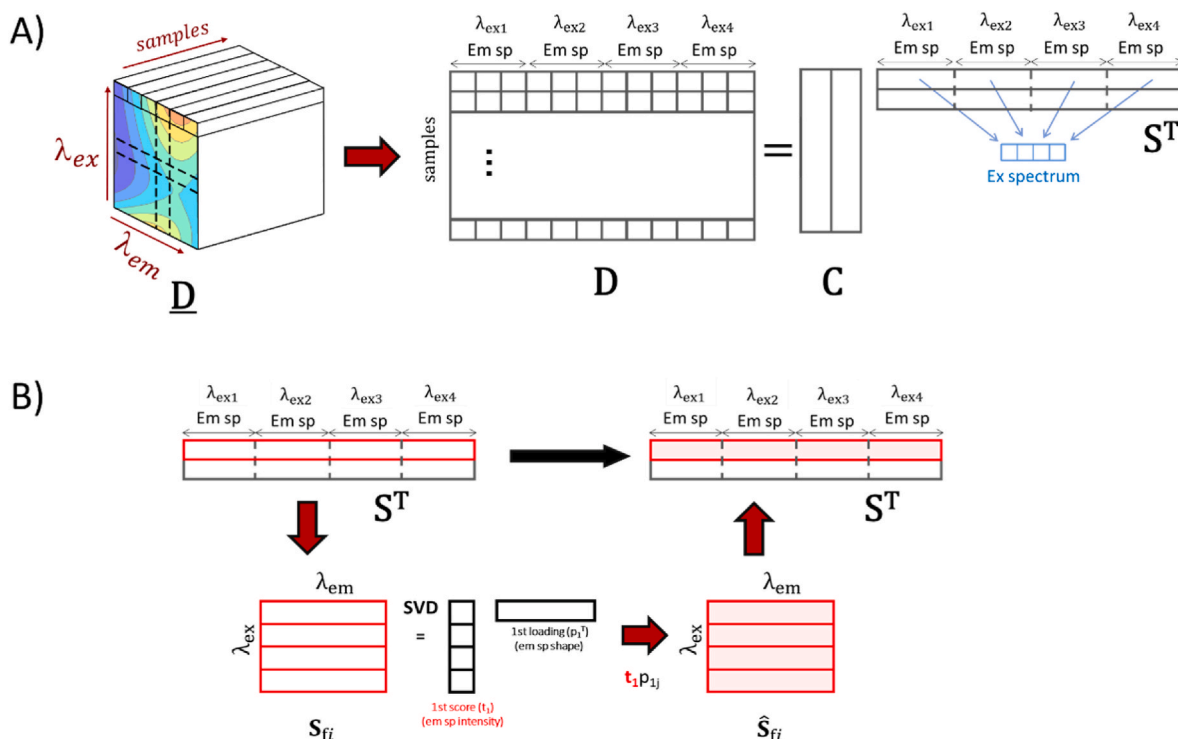 A)
samples
λex
λem
D
λex1 λex2 λex3 λex4
Em sp Em sp Em sp Em sp
samples
⋮
D
=
C
λex1 λex2 λex3 λex4
Em sp Em sp Em sp Em sp
Sᵀ
Ex spectrum
B)
λex1 λex2 λex3 λex4
Em sp Em sp Em sp Em sp
Sᵀ
λex1 λex2 λex3 λex4
Em sp Em sp Em sp Em sp
Sᵀ
λem
λex
sfi
SVD
=
1st score (t₁)
(em sp intensity)
1st loading (p₁ᵀ)
(em sp shape)
t₁p1j
λem
λex
ŝfi